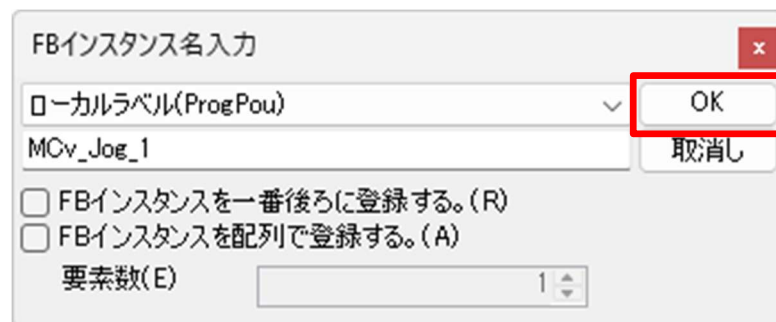 FBインスタンス名入力
x
ローカルラベル(ProgPou)
OK
MCv_Jog_1
取消し
FBインスタンスを一番後ろに登録する。(R)
FBインスタンスを配列で登録する。(A)
要素数(E)
1